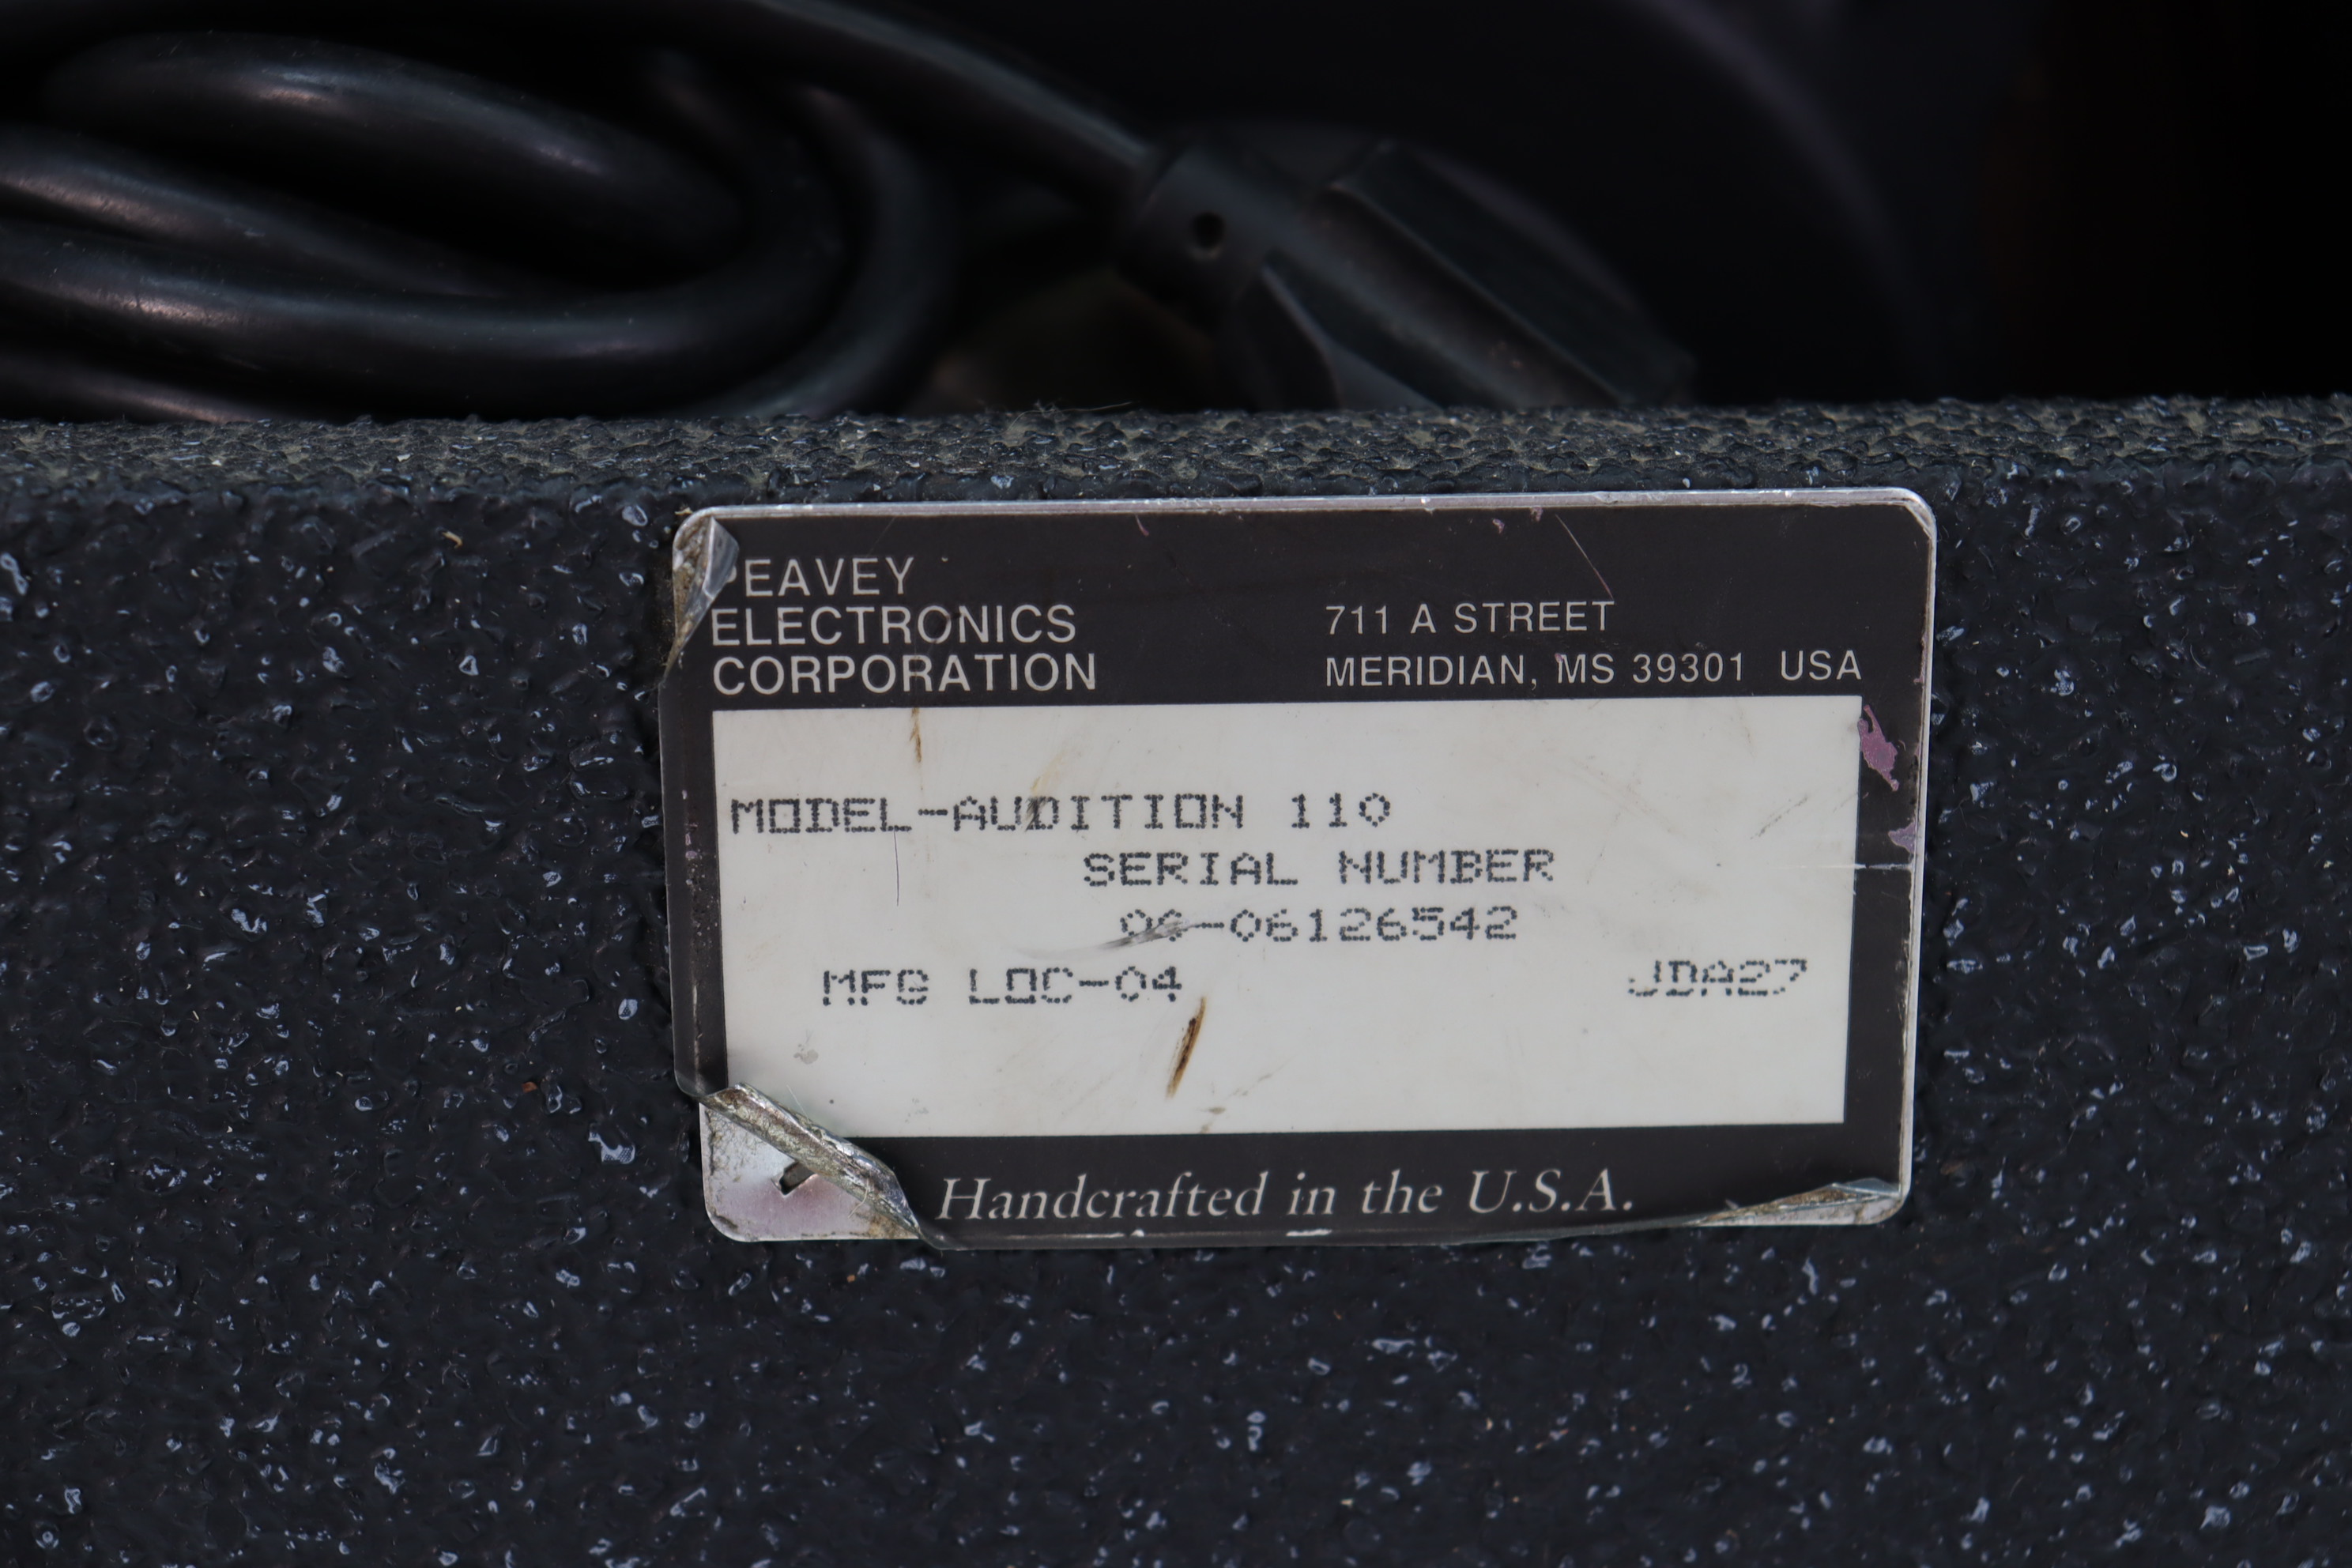 PEAVEY
ELECTRONICS
CORPORATION
711 A STREET
MERIDIAN, MS 39301 USA
MODEL-AUDITION 110
SERIAL NUMBER
00-06126542
MFG LOC-04
JDA27
Handcrafted in the U.S.A.